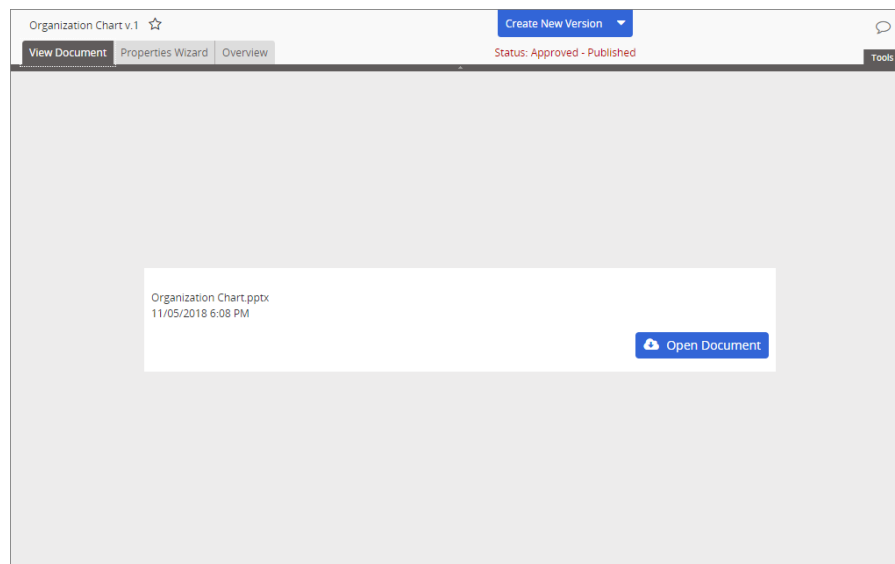 Organization Chart v.1
Create New Version
View Document
Properties Wizard
Overview
Status: Approved - Published
Tools
Organization Chart.pptx
11/05/2018 6:08 PM
Open Document